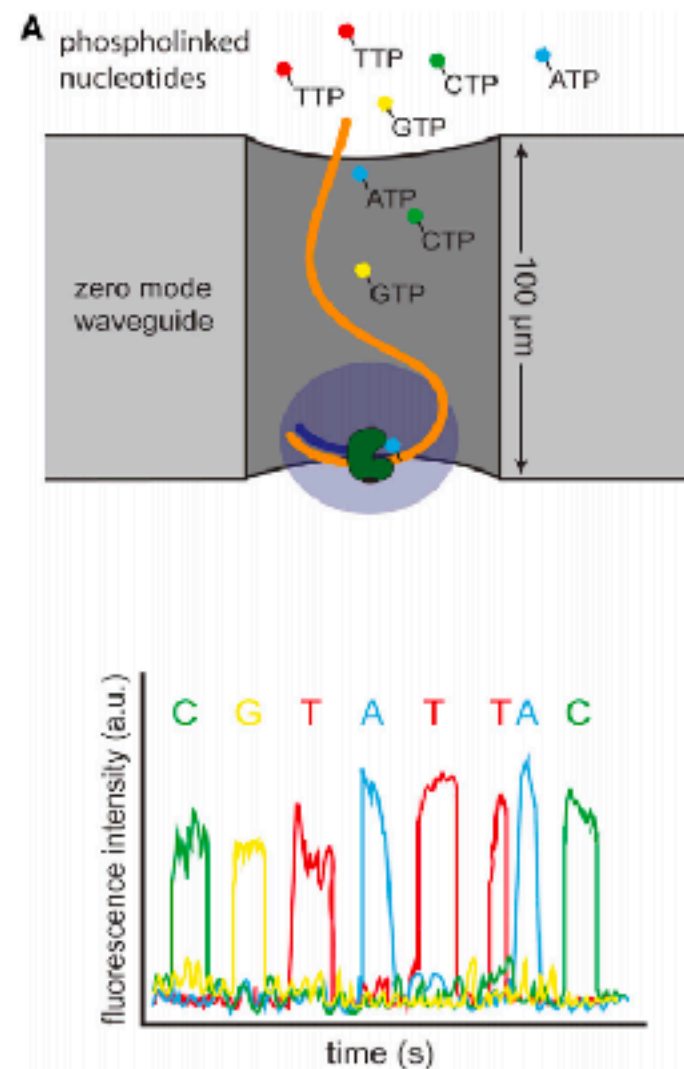 A
phospholinked
nucleotides
TTP
TTP
CTP
ATP
GTP
ATP
CTP
GTP
zero mode
waveguide
100 µm
C G T A T T A C
fluorescence intensity (a.u.)
time (s)